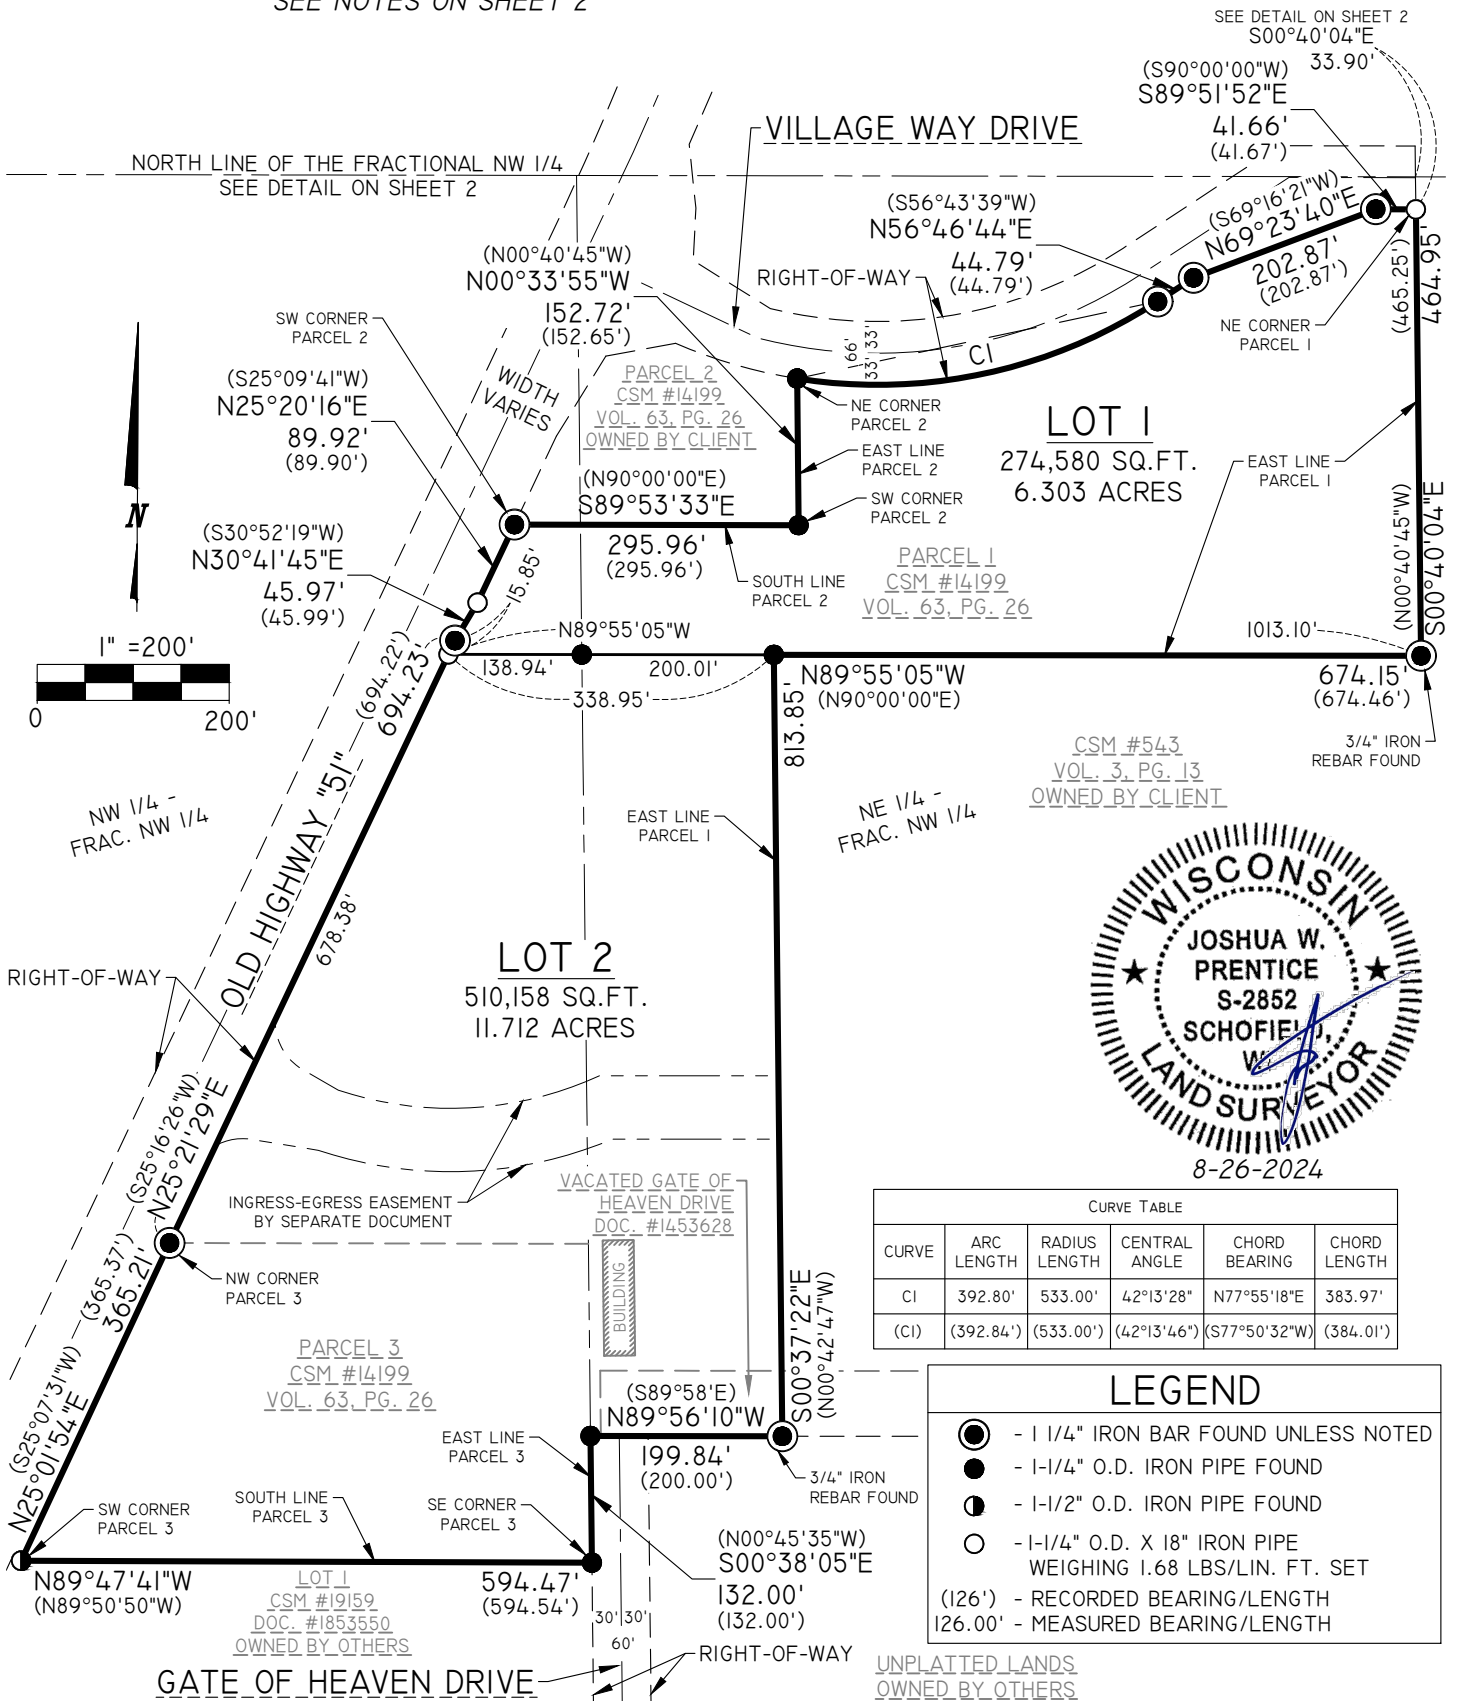 SEE NOTES ON SHEET 2
SEE DETAIL ON SHEET 2
S00°40'04"E
33.90'
(S90°00'00"W)
S89°51'52"E
41.66'
(41.67')
VILLAGE WAY DRIVE
NORTH LINE OF THE FRACTIONAL NW 1/4
SEE DETAIL ON SHEET 2
(S56°43'39"W)
N56°46'44"E
44.79'
(44.79')
(S69°16'21"W)
N69°23'40"E
202.87'
(202.87')
(N00°40'45"W)
N00°33'55"W
152.72'
(152.65')
RIGHT-OF-WAY
(465.25')
464.95'
NE CORNER
PARCEL 1
SW CORNER
PARCEL 2
66'
33' 33'
C1
WIDTH
VARIES
PARCEL 2
CSM #14199
VOL. 63, PG. 26
OWNED BY CLIENT
(S25°09'41"W)
N25°20'16"E
89.92'
(89.90')
NE CORNER
PARCEL 2
LOT 1
274,580 SQ.FT.
6.303 ACRES
EAST LINE
PARCEL 2
EAST LINE
PARCEL 1
(N90°00'00"E)
S89°53'33"E
295.96'
(295.96')
SW CORNER
PARCEL 2
N
(S30°52'19"W)
N30°41'45"E
45.97'
(45.99')
15.85'
SOUTH LINE
PARCEL 2
PARCEL 1
CSM #14199
VOL. 63, PG. 26
(N00°40'45"W)
S00°40'04"E
1" =200'
0
200'
(694.22')
694.23'
N89°55'05"W
138.94'
200.01'
338.95'
1013.10'
N89°55'05"W
(N90°00'00"E)
674.15'
(674.46')
813.85'
3/4" IRON
REBAR FOUND
CSM #543
VOL. 3, PG. 13
OWNED BY CLIENT
NW 1/4 -
FRAC. NW 1/4
OLD HIGHWAY "51"
EAST LINE
PARCEL 1
NE 1/4 -
FRAC. NW 1/4
678.38'
WISCONSIN
JOSHUA W.
PRENTICE
S-2852
SCHOFIELD,
LAND SURVEYOR
8-26-2024
RIGHT-OF-WAY
LOT 2
510,158 SQ.FT.
11.712 ACRES
(S25°16'26"W)
N25°21'29"E
INGRESS-EGRESS EASEMENT
BY SEPARATE DOCUMENT
VACATED GATE OF
HEAVEN DRIVE
DOC. #1453628
CURVE TABLE
CURVE ARC LENGTH RADIUS LENGTH CENTRAL ANGLE CHORD BEARING CHORD LENGTH
C1 392.80' 533.00' 42°13'28" N77°55'18"E 383.97'
(C1) (392.84') (533.00') (42°13'46") (S77°50'32"W) (384.01')
(365.37')
365.21'
NW CORNER
PARCEL 3
BUILDING
S00°37'22"E
(N00°42'47"W)
PARCEL 3
CSM #14199
VOL. 63, PG. 26
(S25°07'31"W)
N25°01'54"E
(S89°58'E)
N89°56'10"W
199.84'
(200.00')
EAST LINE
PARCEL 3
3/4" IRON
REBAR FOUND
LEGEND
- 1 1/4" IRON BAR FOUND UNLESS NOTED
- 1-1/4" O.D. IRON PIPE FOUND
- 1-1/2" O.D. IRON PIPE FOUND
- 1-1/4" O.D. X 18" IRON PIPE
WEIGHING 1.68 LBS/LIN. FT. SET
(126') - RECORDED BEARING/LENGTH
126.00' - MEASURED BEARING/LENGTH
SW CORNER
PARCEL 3
SOUTH LINE
PARCEL 3
SE CORNER
PARCEL 3
(N00°45'35"W)
S00°38'05"E
132.00'
(132.00')
N89°47'41"W
(N89°50'50"W)
594.47'
(594.54')
LOT 1
CSM #19159
DOC. #1853550
OWNED BY OTHERS
30' 30'
60'
GATE OF HEAVEN DRIVE
RIGHT-OF-WAY
UNPLATTED LANDS
OWNED BY OTHERS